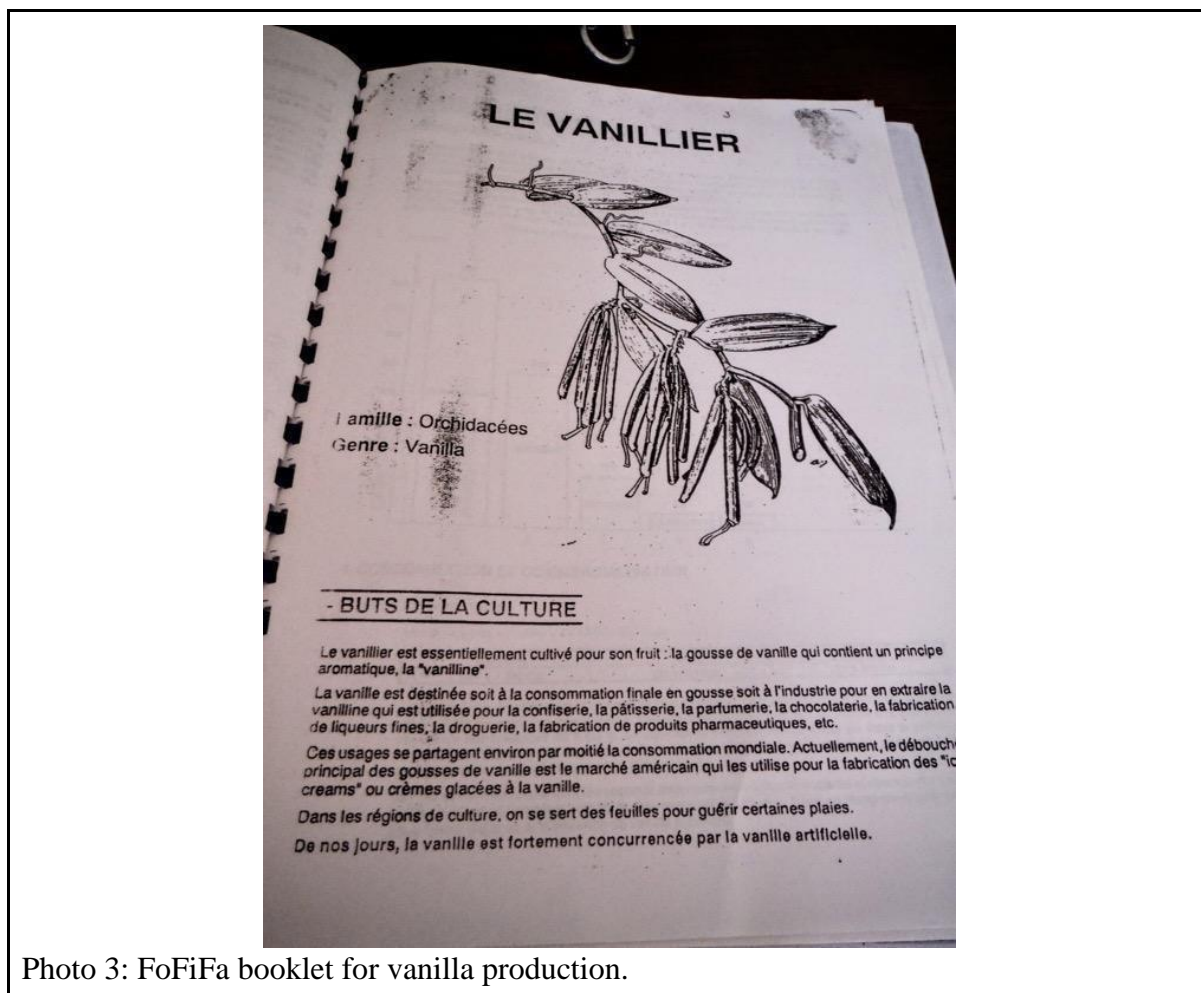 3
LE VANILLIER
amille : Orchidacées
Genre : Vanilla
- BUTS DE LA CULTURE
Le vanillier est essentiellement cultivé pour son fruit : la gousse de vanille qui contient un principe
aromatique, la "vanilline".
La vanille est destinée soit à la consommation finale en gousse soit à l'industrie pour en extraire la
vanilline qui est utilisée pour la confiserie, la pâtisserie, la parfumerie, la chocolaterie, la fabrication
de liqueurs fines, la droguerie, la fabrication de produits pharmaceutiques, etc.
Ces usages se partagent environ par moitié la consommation mondiale. Actuellement, le débouch
principal des gousses de vanille est le marché américain qui les utilise pour la fabrication des "ic
creams" ou crèmes glacées à la vanille.
Dans les régions de culture, on se sert des feuilles pour guérir certaines plaies.
De nos jours, la vanille est fortement concurrencée par la vanille artificielle.
Photo 3: FoFiFa booklet for vanilla production.